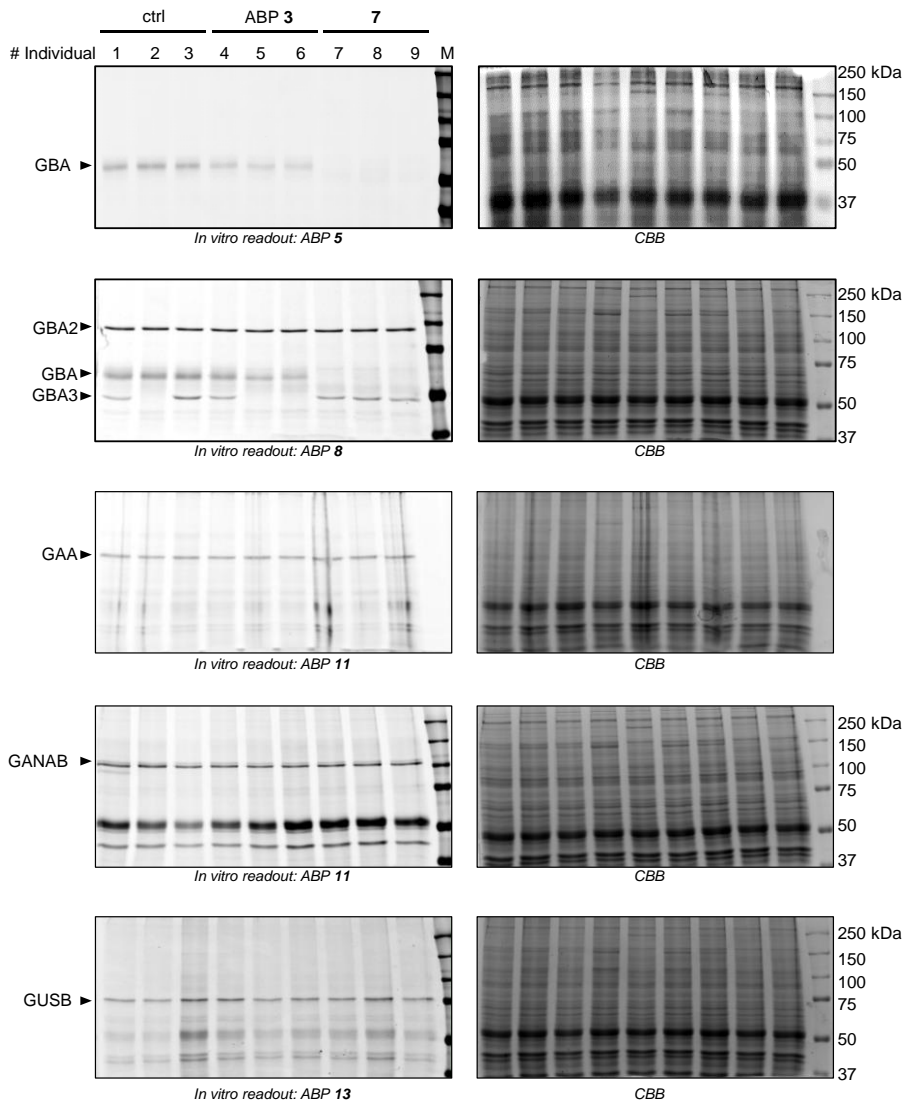 ctrl ABP 3 7
# Individual 1 2 3 4 5 6 7 8 9 M
GBA
250 kDa
150
100
75
50
37
In vitro readout: ABP 5
CBB
GBA2
GBA
GBA3
250 kDa
150
100
75
50
37
In vitro readout: ABP 8
CBB
GAA
In vitro readout: ABP 11
CBB
GANAB
250 kDa
150
100
75
50
37
In vitro readout: ABP 11
CBB
GUSB
250 kDa
150
100
75
50
37
In vitro readout: ABP 13
CBB